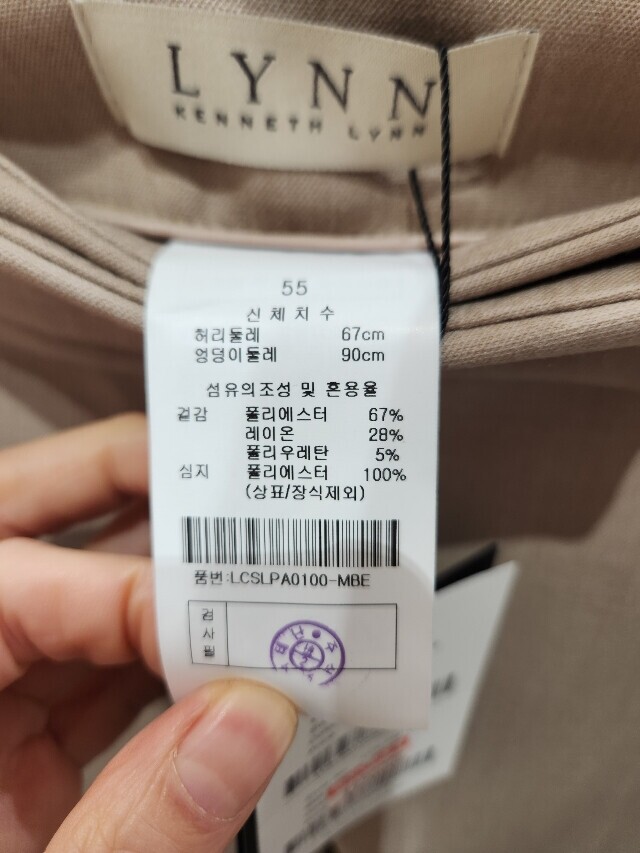 LYNN
KENNETH LYNN
55
신체치수
허리둘레 67cm
엉덩이둘레 90cm
섬유의조성 및 혼용율
겉감 폴리에스터 67%
레이온 28%
폴리우레탄 5%
심지 폴리에스터 100%
(상표/장식제외)
품번:LCSLPA0100-MBE
검사필